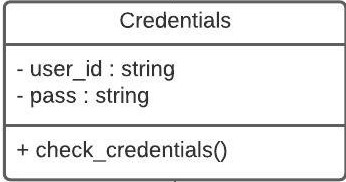 Credentials
- user_id : string
- pass : string
+ check_credentials()